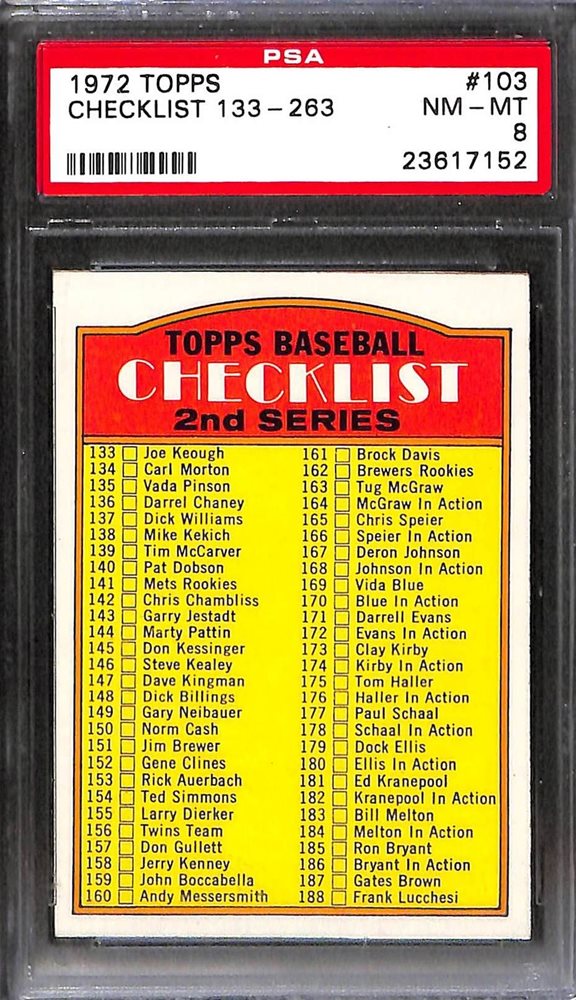 PSA
1972 TOPPS #103
CHECKLIST 133-263 NM-MT
8
23617152
TOPPS BASEBALL
CHECKLIST
2nd SERIES
133 Joe Keough
134 Carl Morton
135 Vada Pinson
136 Darrel Chaney
137 Dick Williams
138 Mike Kekich
139 Tim McCarver
140 Pat Dobson
141 Mets Rookies
142 Chris Chambliss
143 Garry Jestadt
144 Marty Pattin
145 Don Kessinger
146 Steve Kealey
147 Dave Kingman
148 Dick Billings
149 Gary Neibauer
150 Norm Cash
151 Jim Brewer
152 Gene Clines
153 Rick Auerbach
154 Ted Simmons
155 Larry Dierker
156 Twins Team
157 Don Gullett
158 Jerry Kenney
159 John Boccabella
160 Andy Messersmith
161 Brock Davis
162 Brewers Rookies
163 Tug McGraw
164 McGraw In Action
165 Chris Speier
166 Speier In Action
167 Deron Johnson
168 Johnson In Action
169 Vida Blue
170 Blue In Action
171 Darrell Evans
172 Evans In Action
173 Clay Kirby
174 Kirby In Action
175 Tom Haller
176 Haller In Action
177 Paul Schaal
178 Schaal In Action
179 Dock Ellis
180 Ellis In Action
181 Ed Kranepool
182 Kranepool In Action
183 Bill Melton
184 Melton In Action
185 Ron Bryant
186 Bryant In Action
187 Gates Brown
188 Frank Lucchesi